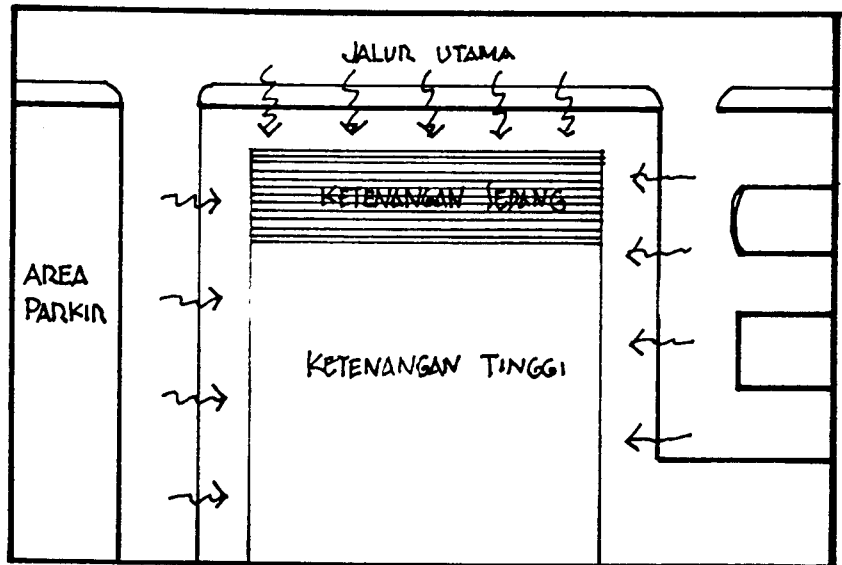 JALUR UTAMA
KETENANGAN SEDANG
AREA
PARKIR
KETENANGAN TINGGI